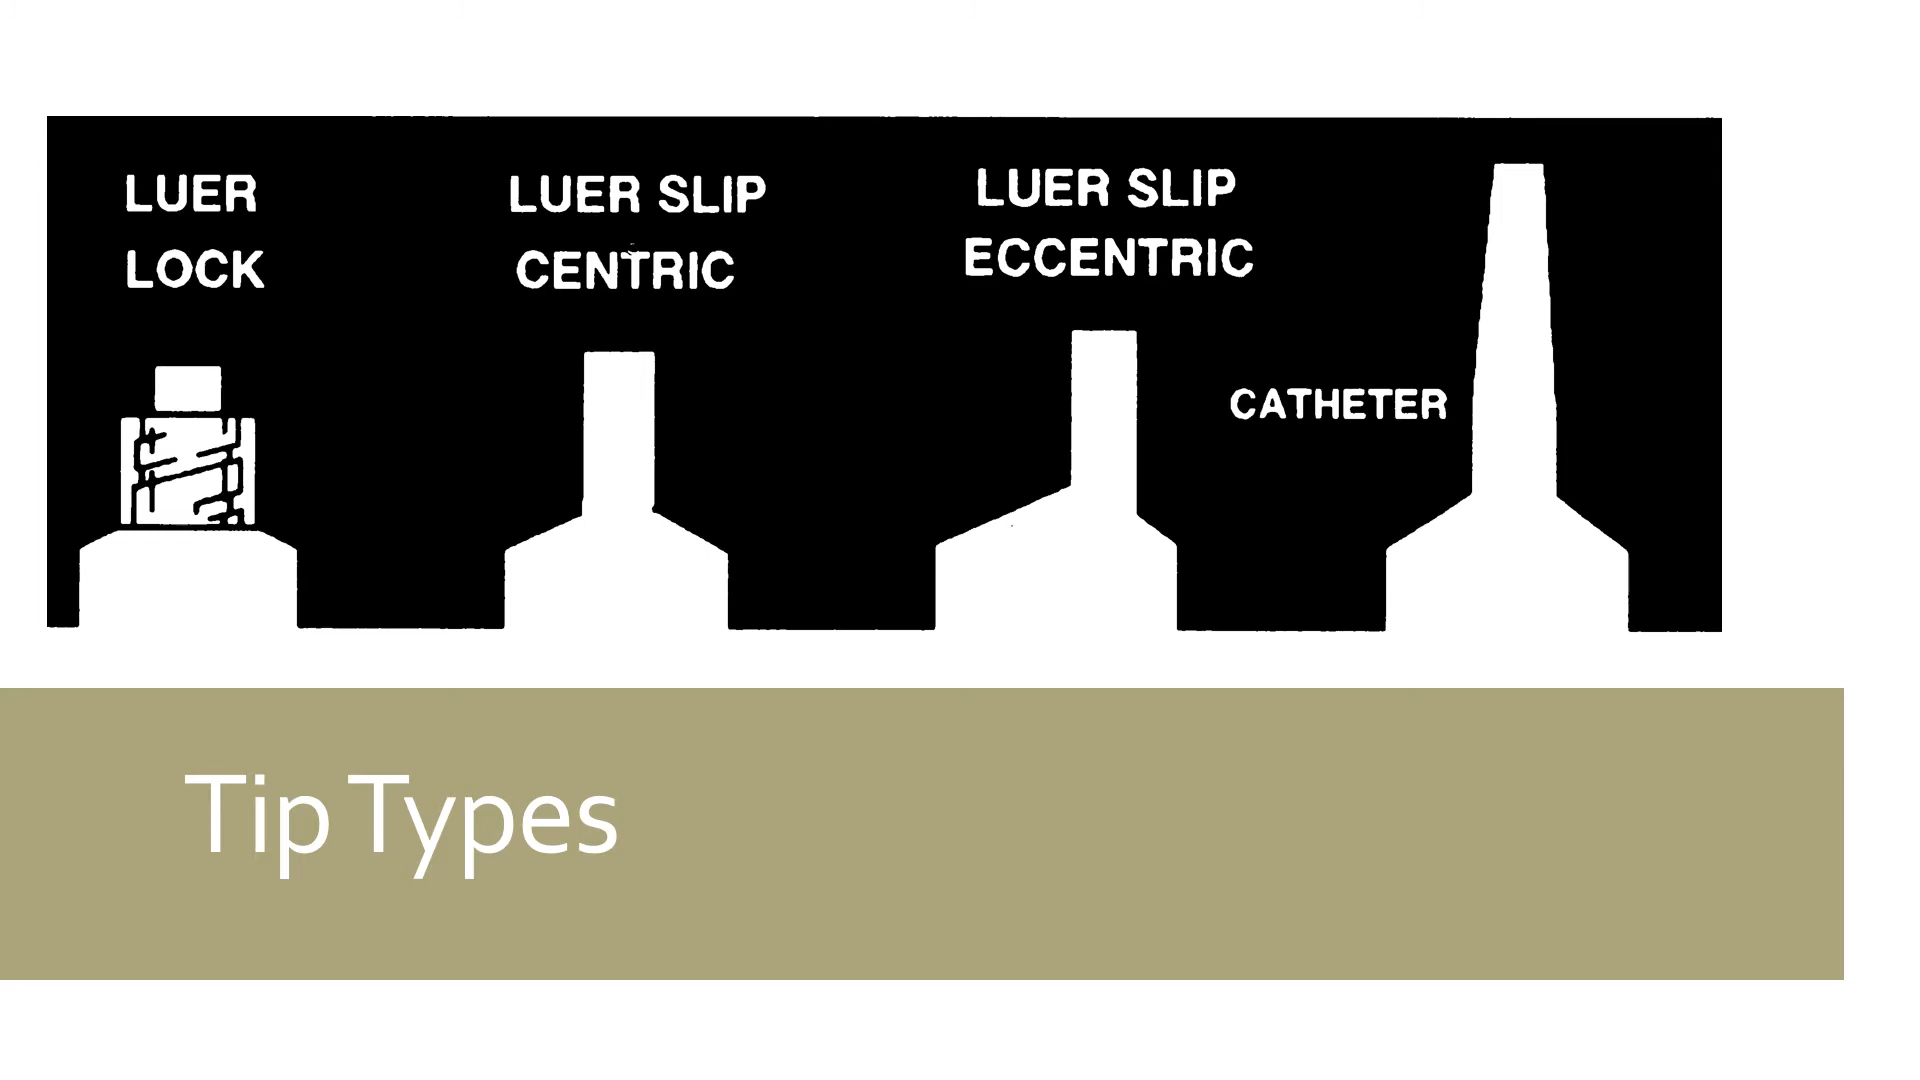 LUER
LOCK
LUER SLIP
CENTRIC
LUER SLIP
ECCENTRIC
CATHETER
Tip Types